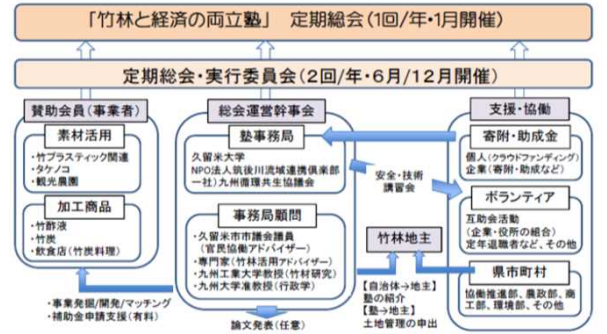 「竹林と経済の両立塾」 定期総会(1回/年・1月開催)
定期総会・実行委員会(2回/年・6月/12月開催)
賛助会員(事業者)
素材活用
・竹プラスティック関連
・タケノコ
・観光農園
加工商品
・竹酢液
・竹炭
・飲食店(竹炭料理)
・事業発掘/開発/マッチング
・補助金申請支援(有料)
総会運営幹事会
塾事務局
久留米大学
NPO法人筑後川流域連携倶楽部
一社)九州循環共生協議会
事務局顧問
・久留米市市議会議員
(官民協働アドバイザー)
・専門家(竹林活用アドバイザー)
・九州工業大学教授(竹材研究)
・九州大学准教授(行政学)
論文発表(任意)
安全・技術
講習会
竹林地主
【自治体→地主】
塾の紹介
【塾→地主】
土地管理の申出
支援・協働
寄附・助成金
個人(クラウドファンディング)
企業(寄附・助成など)
ボランティア
互助会活動
(企業・役所の組合)
定年退職者など、その他
県市町村
協働推進部、農政部、商
工部、環境部、その他